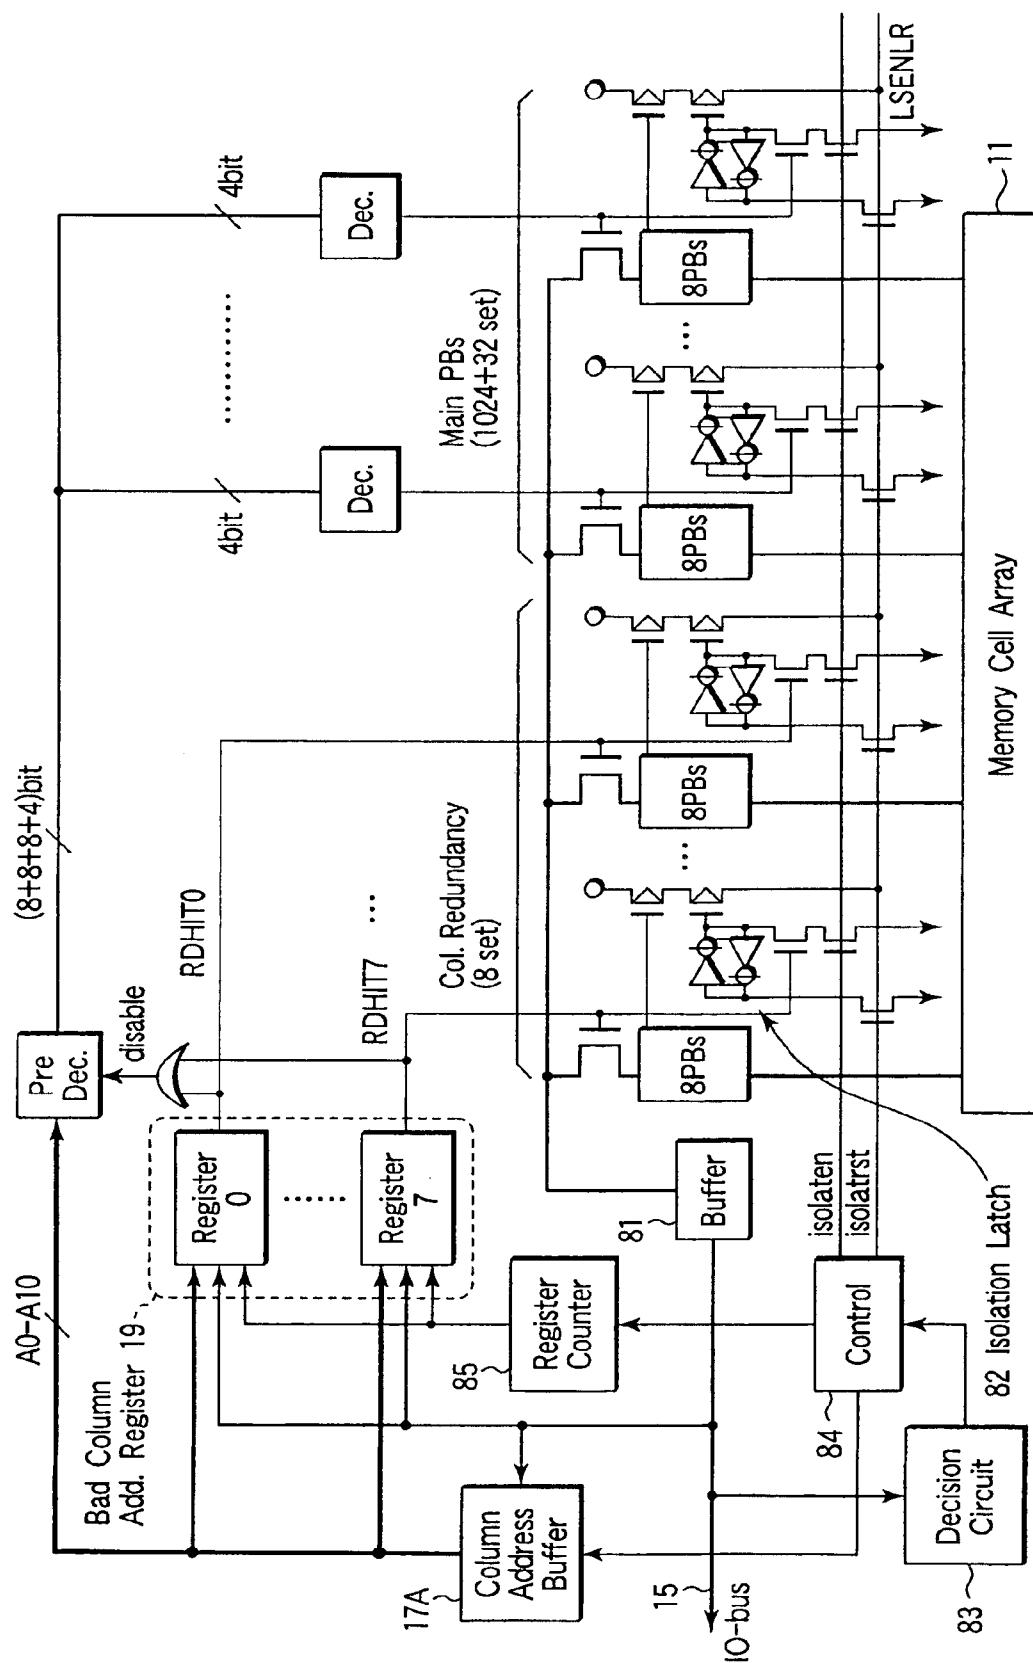 A0-A10
Pre
Dec.
(8+8+8+4)bit
disable
Bad Column
Add. Register 19
Register
0
.......
Register
7
RDHIT0
RDHIT7
...
4bit
Dec.
..........
4bit
Dec.
Col. Redundancy
(8 set)
Main PBs
(1024+32 set)
17A
Column
Address
Buffer
85
Register
Counter
81
Buffer
8PBs
...
8PBs
8PBs
...
8PBs
15
IO-bus
84
Control
isolaten
isolatrst
LSENLR
83
Decision
Circuit
82 Isolation Latch
Memory Cell Array
11